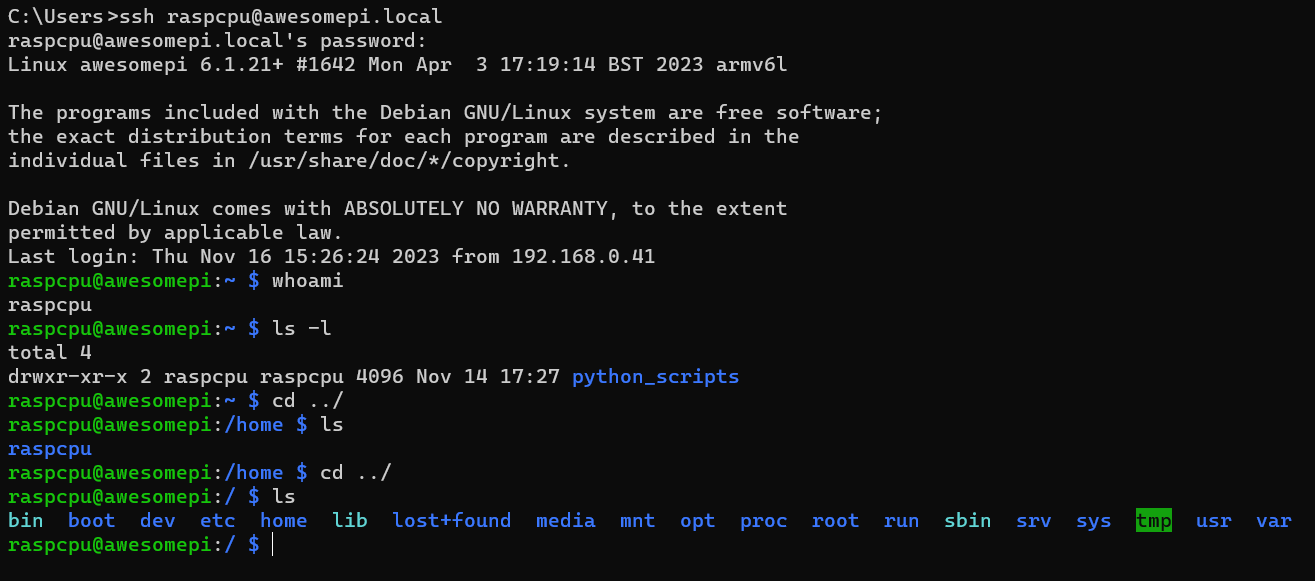 C:\Users>ssh raspcpu@awesomepi.local
raspcpu@awesomepi.local's password:
Linux awesomepi 6.1.21+ #1642 Mon Apr  3 17:19:14 BST 2023 armv6l

The programs included with the Debian GNU/Linux system are free software;
the exact distribution terms for each program are described in the
individual files in /usr/share/doc/*/copyright.

Debian GNU/Linux comes with ABSOLUTELY NO WARRANTY, to the extent
permitted by applicable law.
Last login: Thu Nov 16 15:26:24 2023 from 192.168.0.41
raspcpu@awesomepi:~ $ whoami
raspcpu
raspcpu@awesomepi:~ $ ls -l
total 4
drwxr-xr-x 2 raspcpu raspcpu 4096 Nov 14 17:27 python_scripts
raspcpu@awesomepi:~ $ cd ../
raspcpu@awesomepi:/home $ ls
raspcpu
raspcpu@awesomepi:/home $ cd ../
raspcpu@awesomepi:/ $ ls
bin  boot  dev  etc  home  lib  lost+found  media  mnt  opt  proc  root  run  sbin  srv  sys  tmp  usr  var
raspcpu@awesomepi:/ $